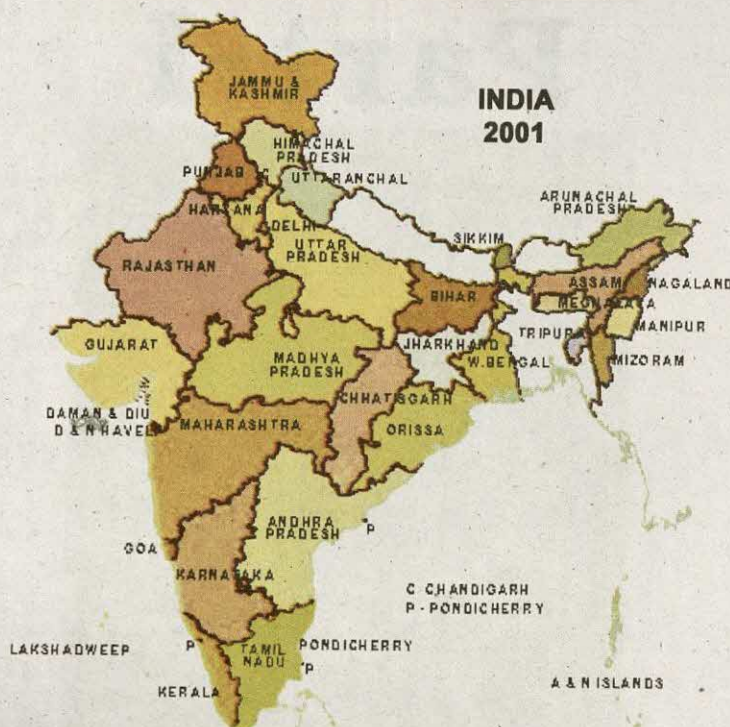 INDIA
2001
JAMMU &
KASHMIR
HIMACHAL
PRADESH
PUNJAB
C
UTTARANCHAL
HARYANA
DELHI
ARUNACHAL
PRADESH
UTTAR
PRADESH
SIKKIM
RAJASTHAN
ASSAM
NAGALAND
BIHAR
MEGHALAYA
MANIPUR
TRIPURA
GUJARAT
JHARKHAND
MADHYA
PRADESH
W.BENGAL
MIZORAM
CHHATISGARH
DAMAN & DIU
D & N HAVELI
MAHARASHTRA
ORISSA
P
ANDHRA
PRADESH
GOA
KARNATAKA
C-CHANDIGARH
P-PONDICHERRY
LAKSHADWEEP
P
TAMIL
NADU
PONDICHERRY
P
KERALA
A & N ISLANDS